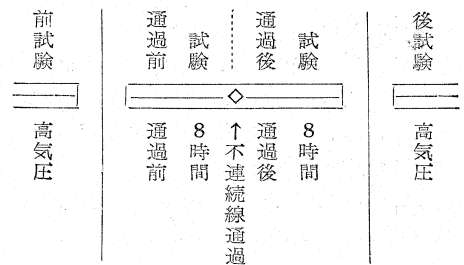 前試験
通過前
試験
通過後
試験
後試験
高気圧
通過前
8時間
↑不連続線通過
通過後
8時間
高気圧